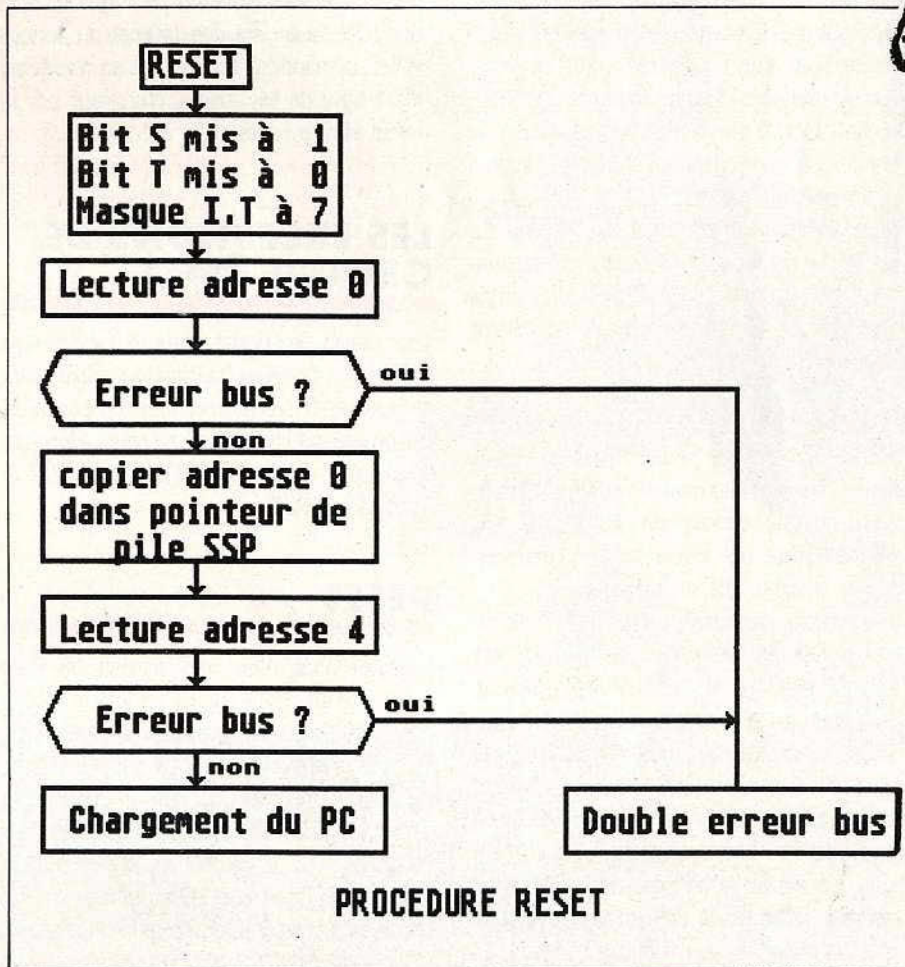 RESET
Bit S mis à 1
Bit T mis à 0
Masque I.T à 7
Lecture adresse 0
Erreur bus ?
oui
non
copier adresse 0
dans pointeur de
pile SSP
Lecture adresse 4
Erreur bus ?
oui
non
Chargement du PC
Double erreur bus
PROCEDURE RESET